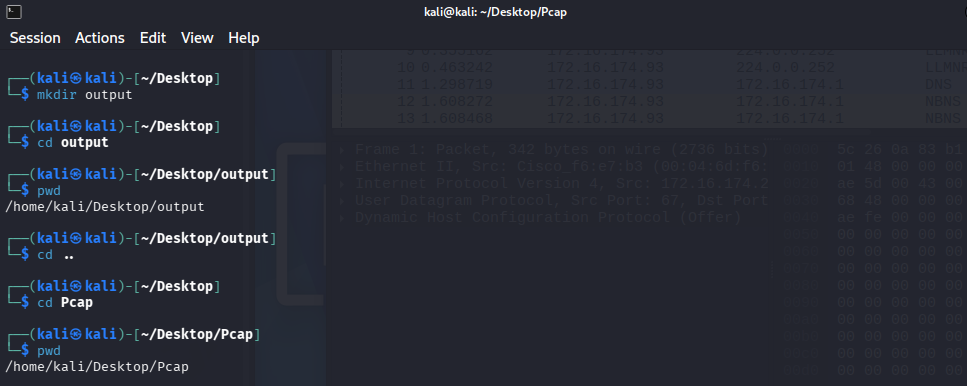 kali@kali: ~/Desktop/Pcap
Session Actions Edit View Help
┌──(kali㉿kali)-[~/Desktop]
└─$ mkdir output
┌──(kali㉿kali)-[~/Desktop]
└─$ cd output
┌──(kali㉿kali)-[~/Desktop/output]
└─$ pwd
/home/kali/Desktop/output
┌──(kali㉿kali)-[~/Desktop/output]
└─$ cd ..
┌──(kali㉿kali)-[~/Desktop]
└─$ cd Pcap
┌──(kali㉿kali)-[~/Desktop/Pcap]
└─$ pwd
/home/kali/Desktop/Pcap
10 0.463242 172.16.174.93 224.0.0.252 LLMNR
11 1.298718 172.16.174.93 172.16.174.1 DNS
12 1.608272 172.16.174.93 172.16.174.1 NBNS
13 1.608466 172.16.174.93 172.16.174.1 NBNS
› Frame 1: Packet, 342 bytes on wire (2736 bits)
› Ethernet II, Src: Cisco_f6:e7:b3 (00:04:6d:f6:
› Internet Protocol Version 4, Src: 172.16.174.2
› User Datagram Protocol, Src Port: 67, Dst Port
› Dynamic Host Configuration Protocol (Offer)